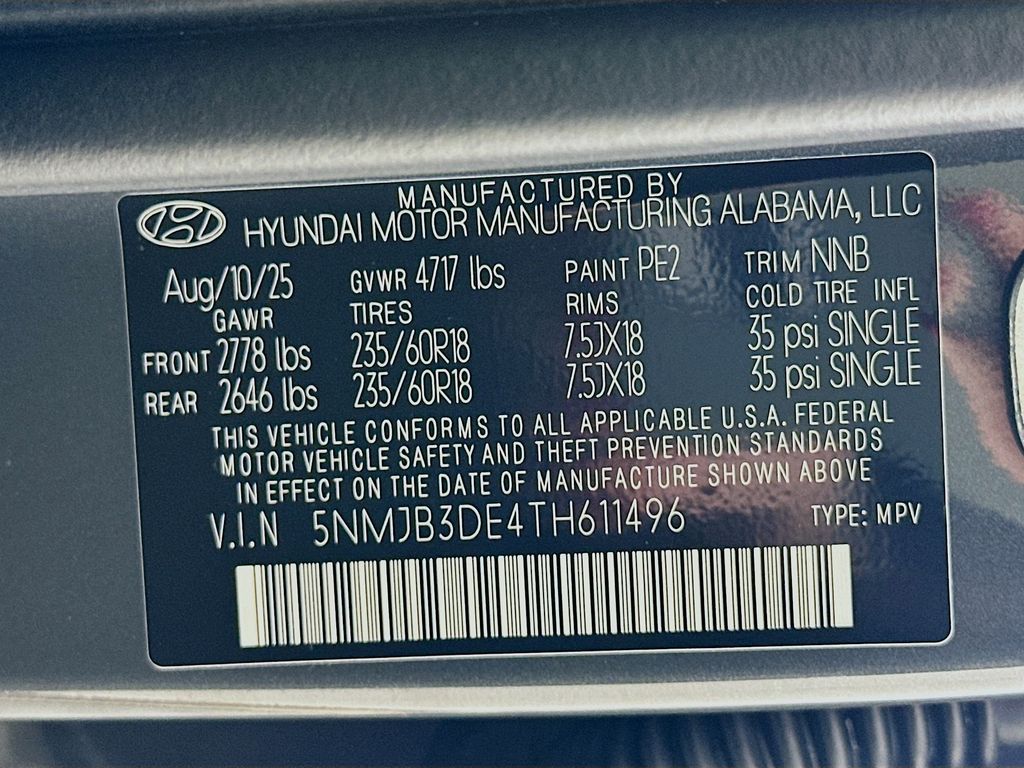 MANUFACTURED BY
HYUNDAI MOTOR MANUFACTURING ALABAMA, LLC
Aug/10/25 GVWR 4717 lbs PAINT PE2 TRIM NNB
GAWR TIRES RIMS COLD TIRE INFL
FRONT 2778 lbs 235/60R18 7.5JX18 35 psi SINGLE
REAR 2646 lbs 235/60R18 7.5JX18 35 psi SINGLE
THIS VEHICLE CONFORMS TO ALL APPLICABLE U.S.A. FEDERAL
MOTOR VEHICLE SAFETY AND THEFT PREVENTION STANDARDS
IN EFFECT ON THE DATE OF MANUFACTURE SHOWN ABOVE
V.I.N 5NMJB3DE4TH611496 TYPE: MPV